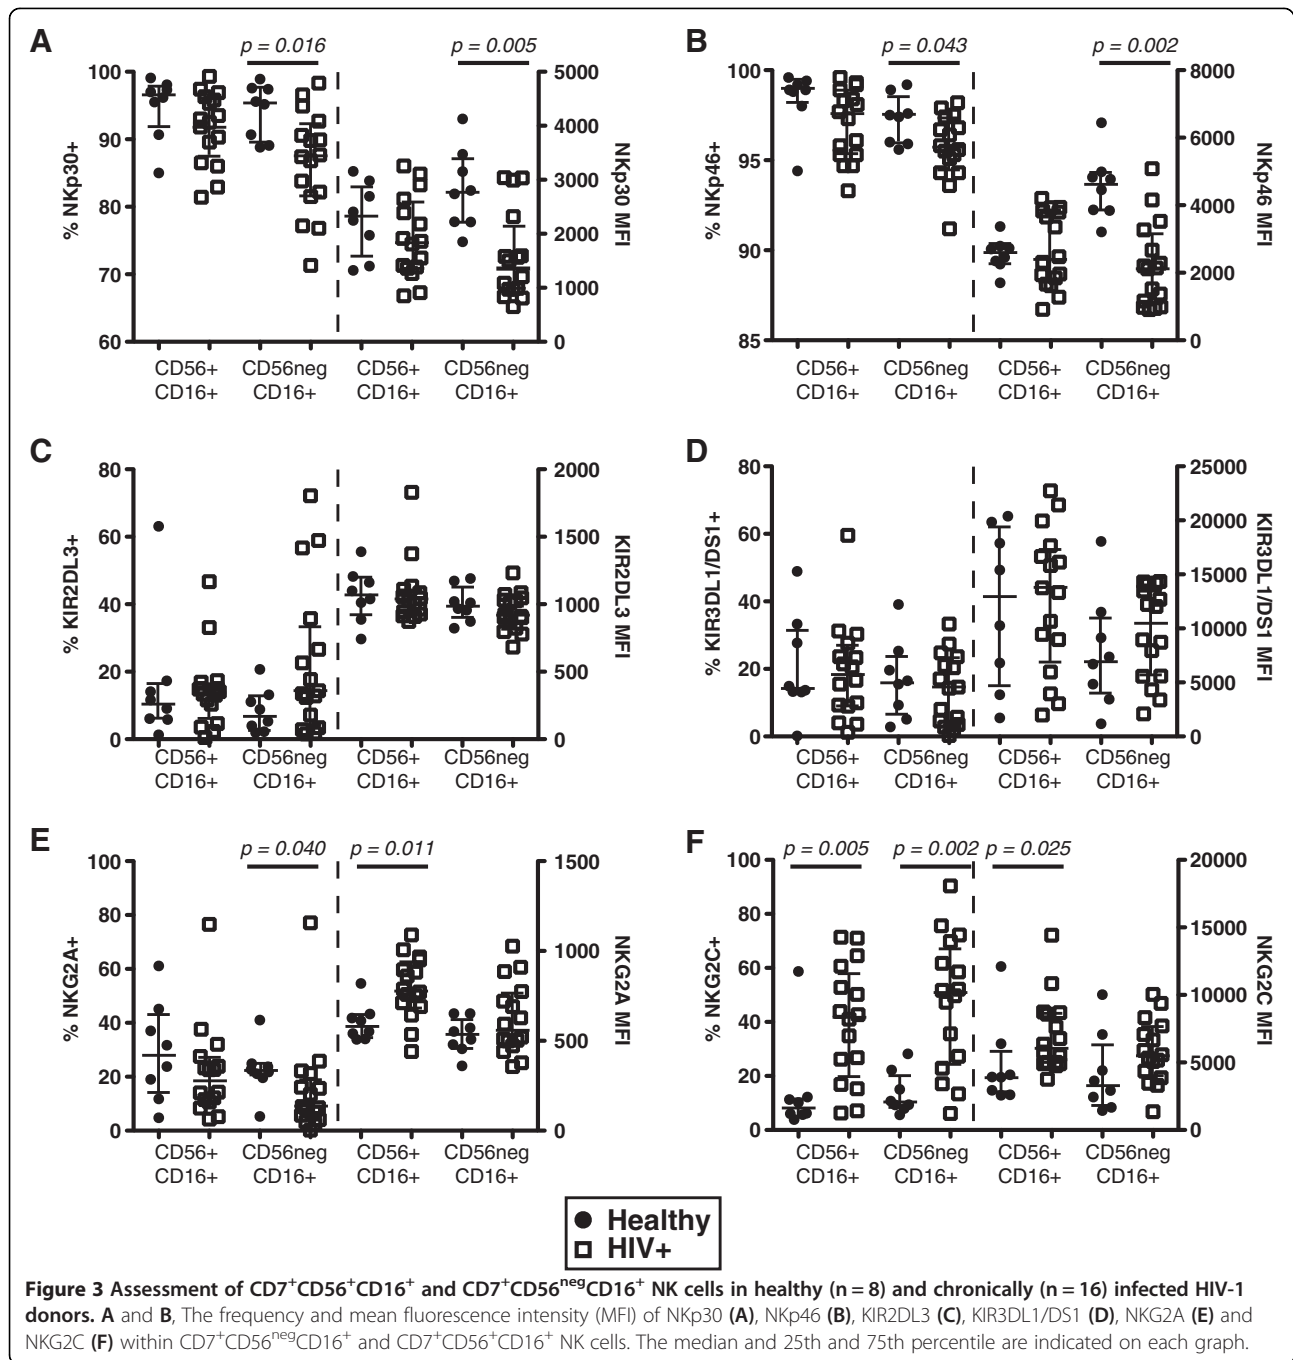 A
p = 0.016
p = 0.005
100
90
80
70
60
% NKp30+
5000
4000
3000
2000
1000
0
NKp30 MFI
CD56+ CD56neg CD56+ CD56neg
CD16+ CD16+ CD16+ CD16+
B
p = 0.043
p = 0.002
100
95
90
85
% NKp46+
8000
6000
4000
2000
0
NKp46 MFI
CD56+ CD56neg CD56+ CD56neg
CD16+ CD16+ CD16+ CD16+
C
80
60
40
20
0
% KIR2DL3+
2000
1500
1000
500
0
KIR2DL3 MFI
CD56+ CD56neg CD56+ CD56neg
CD16+ CD16+ CD16+ CD16+
D
80
60
40
20
0
% KIR3DL1/DS1+
25000
20000
15000
10000
5000
0
KIR3DL1/DS1 MFI
CD56+ CD56neg CD56+ CD56neg
CD16+ CD16+ CD16+ CD16+
E
p = 0.040
p = 0.011
100
80
60
40
20
0
% NKG2A+
1500
1000
500
0
NKG2A MFI
CD56+ CD56neg CD56+ CD56neg
CD16+ CD16+ CD16+ CD16+
F
p = 0.005
p = 0.002
p = 0.025
100
80
60
40
20
0
% NKG2C+
20000
15000
10000
5000
0
NKG2C MFI
CD56+ CD56neg CD56+ CD56neg
CD16+ CD16+ CD16+ CD16+
Healthy
HIV+
Figure 3 Assessment of CD7⁺CD56⁺CD16⁺ and CD7⁺CD56ⁿᵉᵍCD16⁺ NK cells in healthy (n = 8) and chronically (n = 16) infected HIV-1
donors. A and B, The frequency and mean fluorescence intensity (MFI) of NKp30 (A), NKp46 (B), KIR2DL3 (C), KIR3DL1/DS1 (D), NKG2A (E) and
NKG2C (F) within CD7⁺CD56ⁿᵉᵍCD16⁺ and CD7⁺CD56⁺CD16⁺ NK cells. The median and 25th and 75th percentile are indicated on each graph.